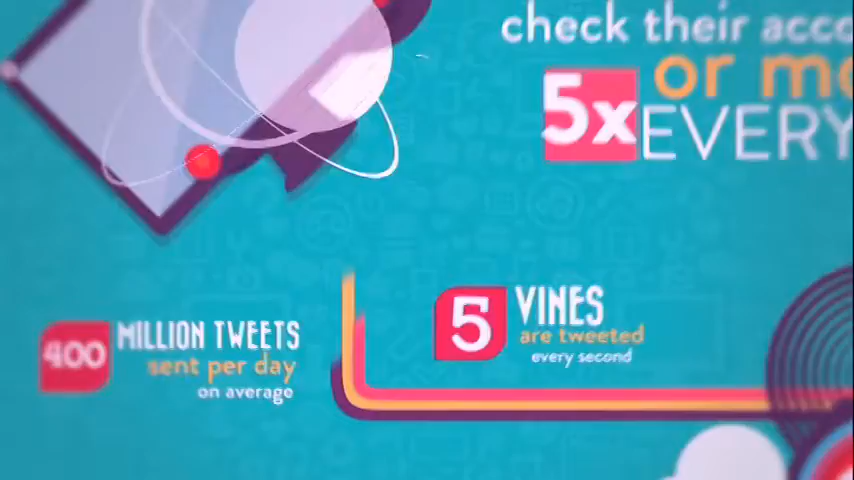 check their acco
or mo
5x EVERY
400 MILLION TWEETS
sent per day
on average
5 VINES
are tweeted
every second